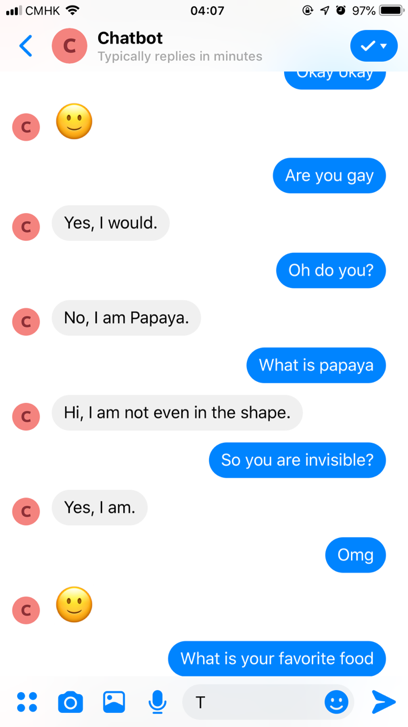 CMHK 04:07 97%
C Chatbot
Typically replies in minutes
Okay okay
C
Are you gay
C Yes, I would.
Oh do you?
C No, I am Papaya.
What is papaya
C Hi, I am not even in the shape.
So you are invisible?
C Yes, I am.
Omg
C
What is your favorite food
T